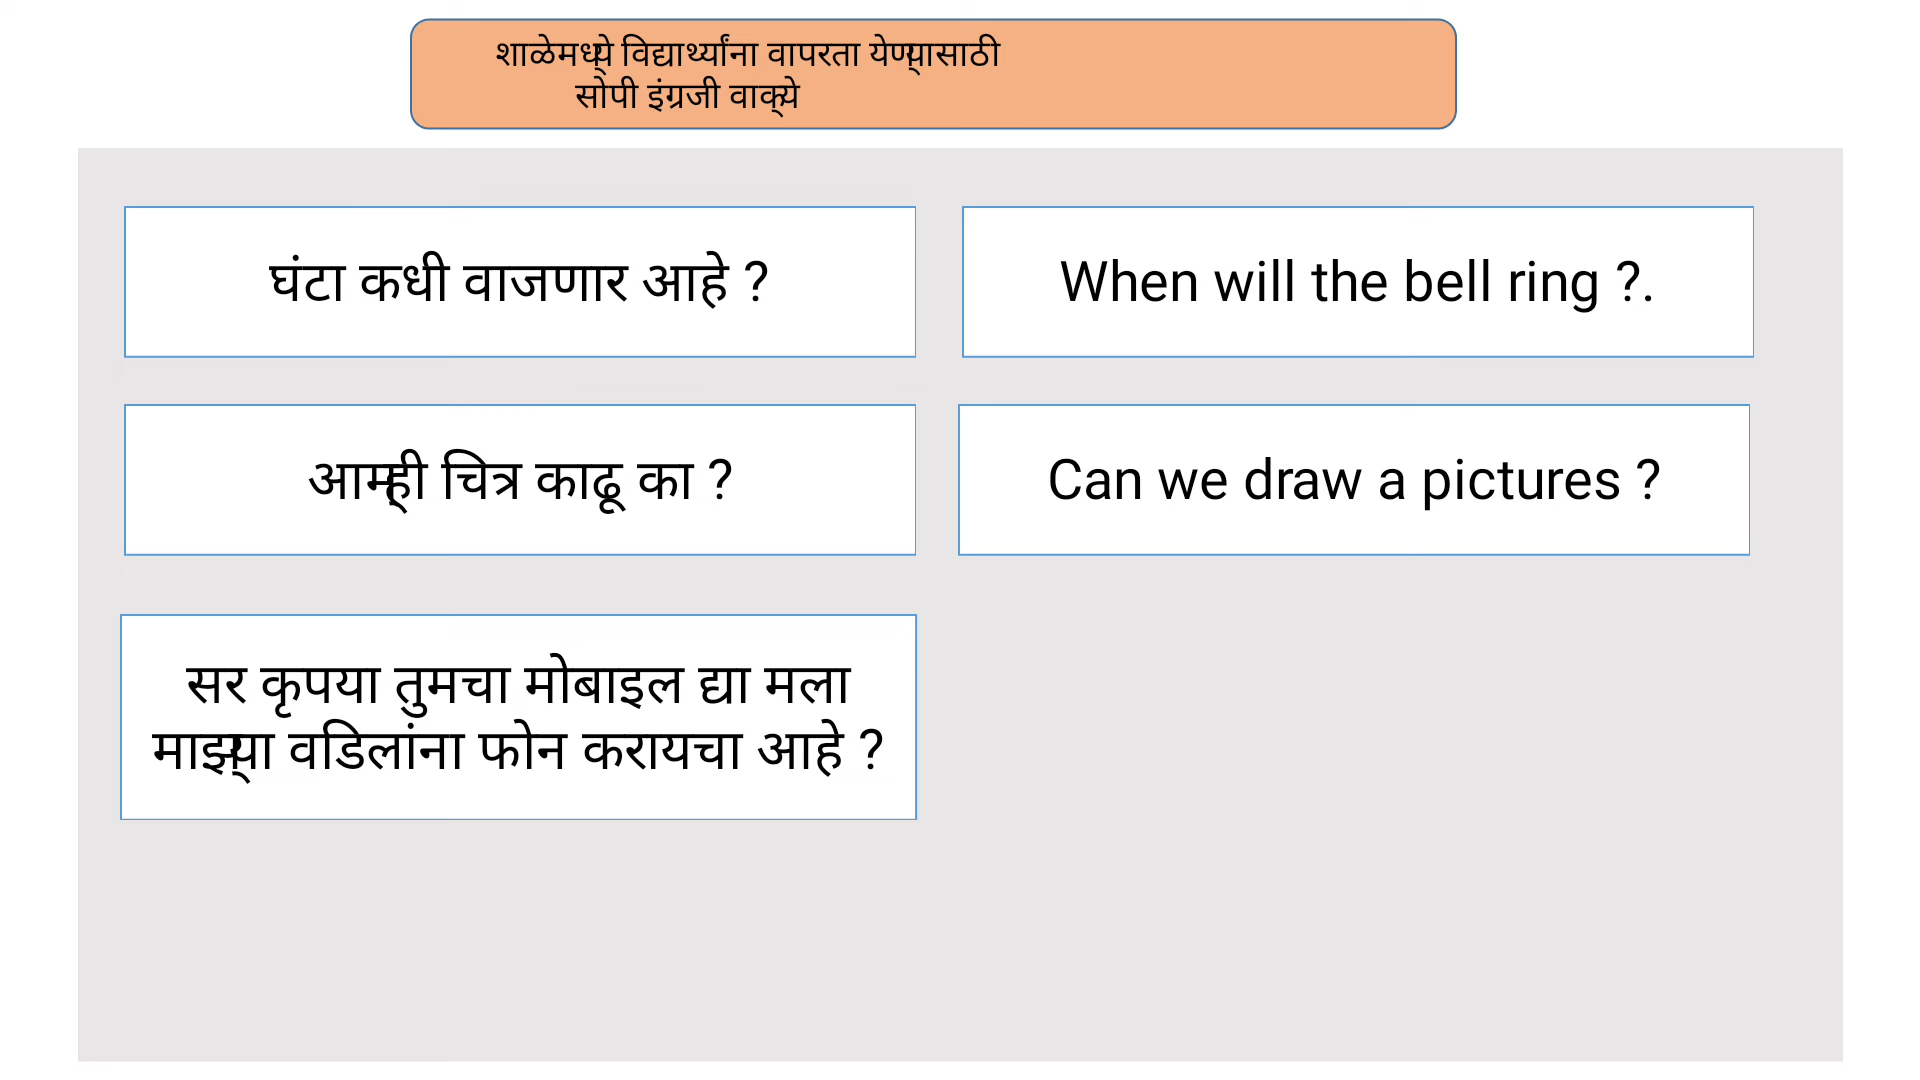 शाळेमध्ये विद्यार्थ्यांना वापरता येण्यासाठी
सोपी इंग्रजी वाक्ये
घंटा कधी वाजणार आहे ?
When will the bell ring ?.
आम्ही चित्र काढू का ?
Can we draw a pictures ?
सर कृपया तुमचा मोबाइल द्या मला
माझ्या वडिलांना फोन करायचा आहे ?